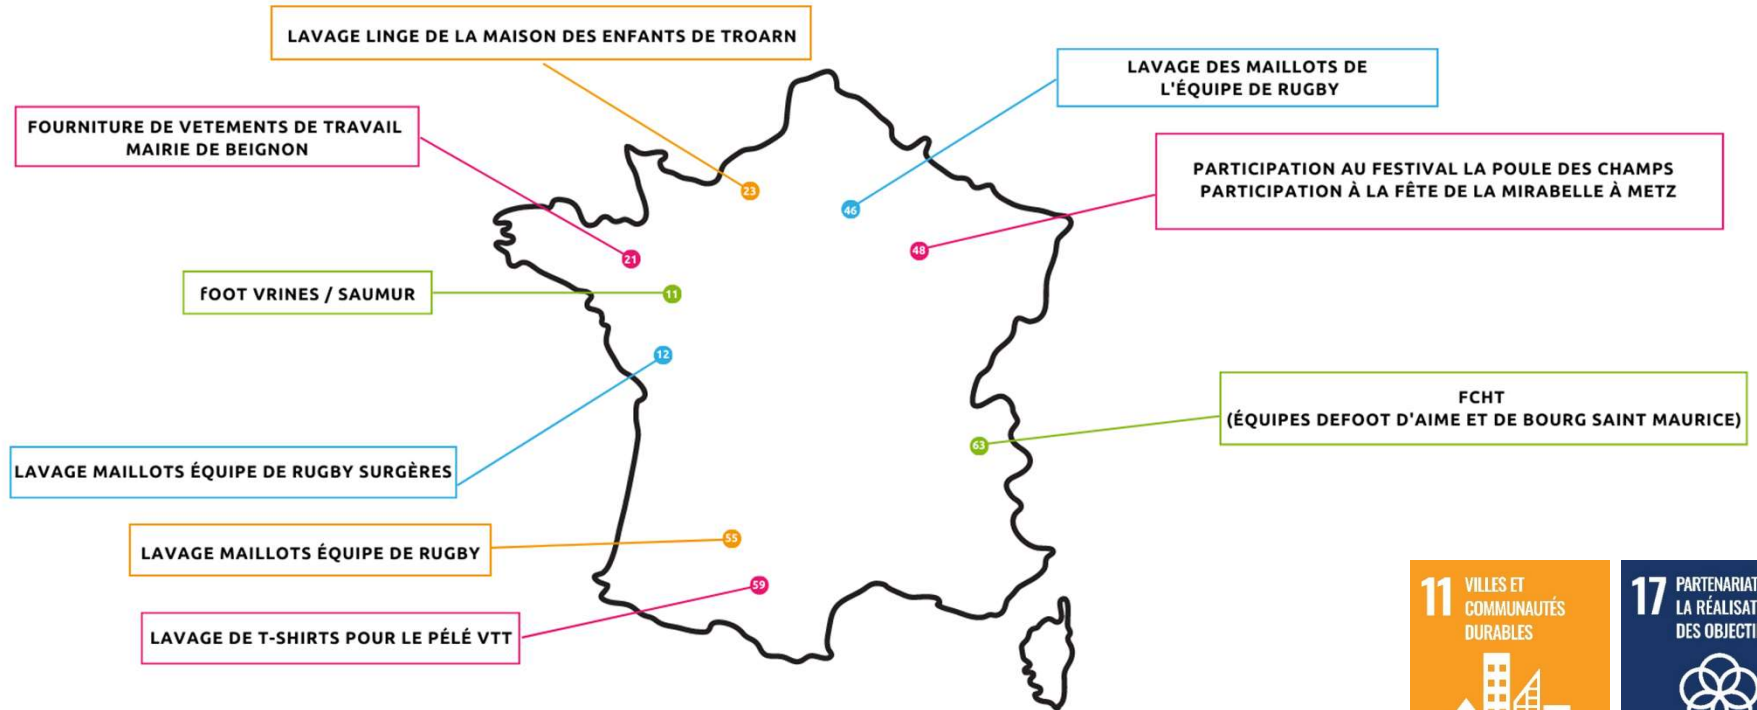 LAVAGE LINGE DE LA MAISON DES ENFANTS DE TROARN
LAVAGE DES MAILLOTS DE
L'ÉQUIPE DE RUGBY
FOURNITURE DE VETEMENTS DE TRAVAIL
MAIRIE DE BEIGNON
PARTICIPATION AU FESTIVAL LA POULE DES CHAMPS
PARTICIPATION À LA FÊTE DE LA MIRABELLE À METZ
23
46
48
21
fOOT VRINES / SAUMUR
11
12
FCHT
(ÉQUIPES DEFOOT D'AIME ET DE BOURG SAINT MAURICE)
63
LAVAGE MAILLOTS ÉQUIPE DE RUGBY SURGÈRES
LAVAGE MAILLOTS ÉQUIPE DE RUGBY
55
59
LAVAGE DE T-SHIRTS POUR LE PÉLÉ VTT
11 VILLES ET
COMMUNAUTÉS
DURABLES
17 PARTENARIAT
LA RÉALISAT
DES OBJECTI